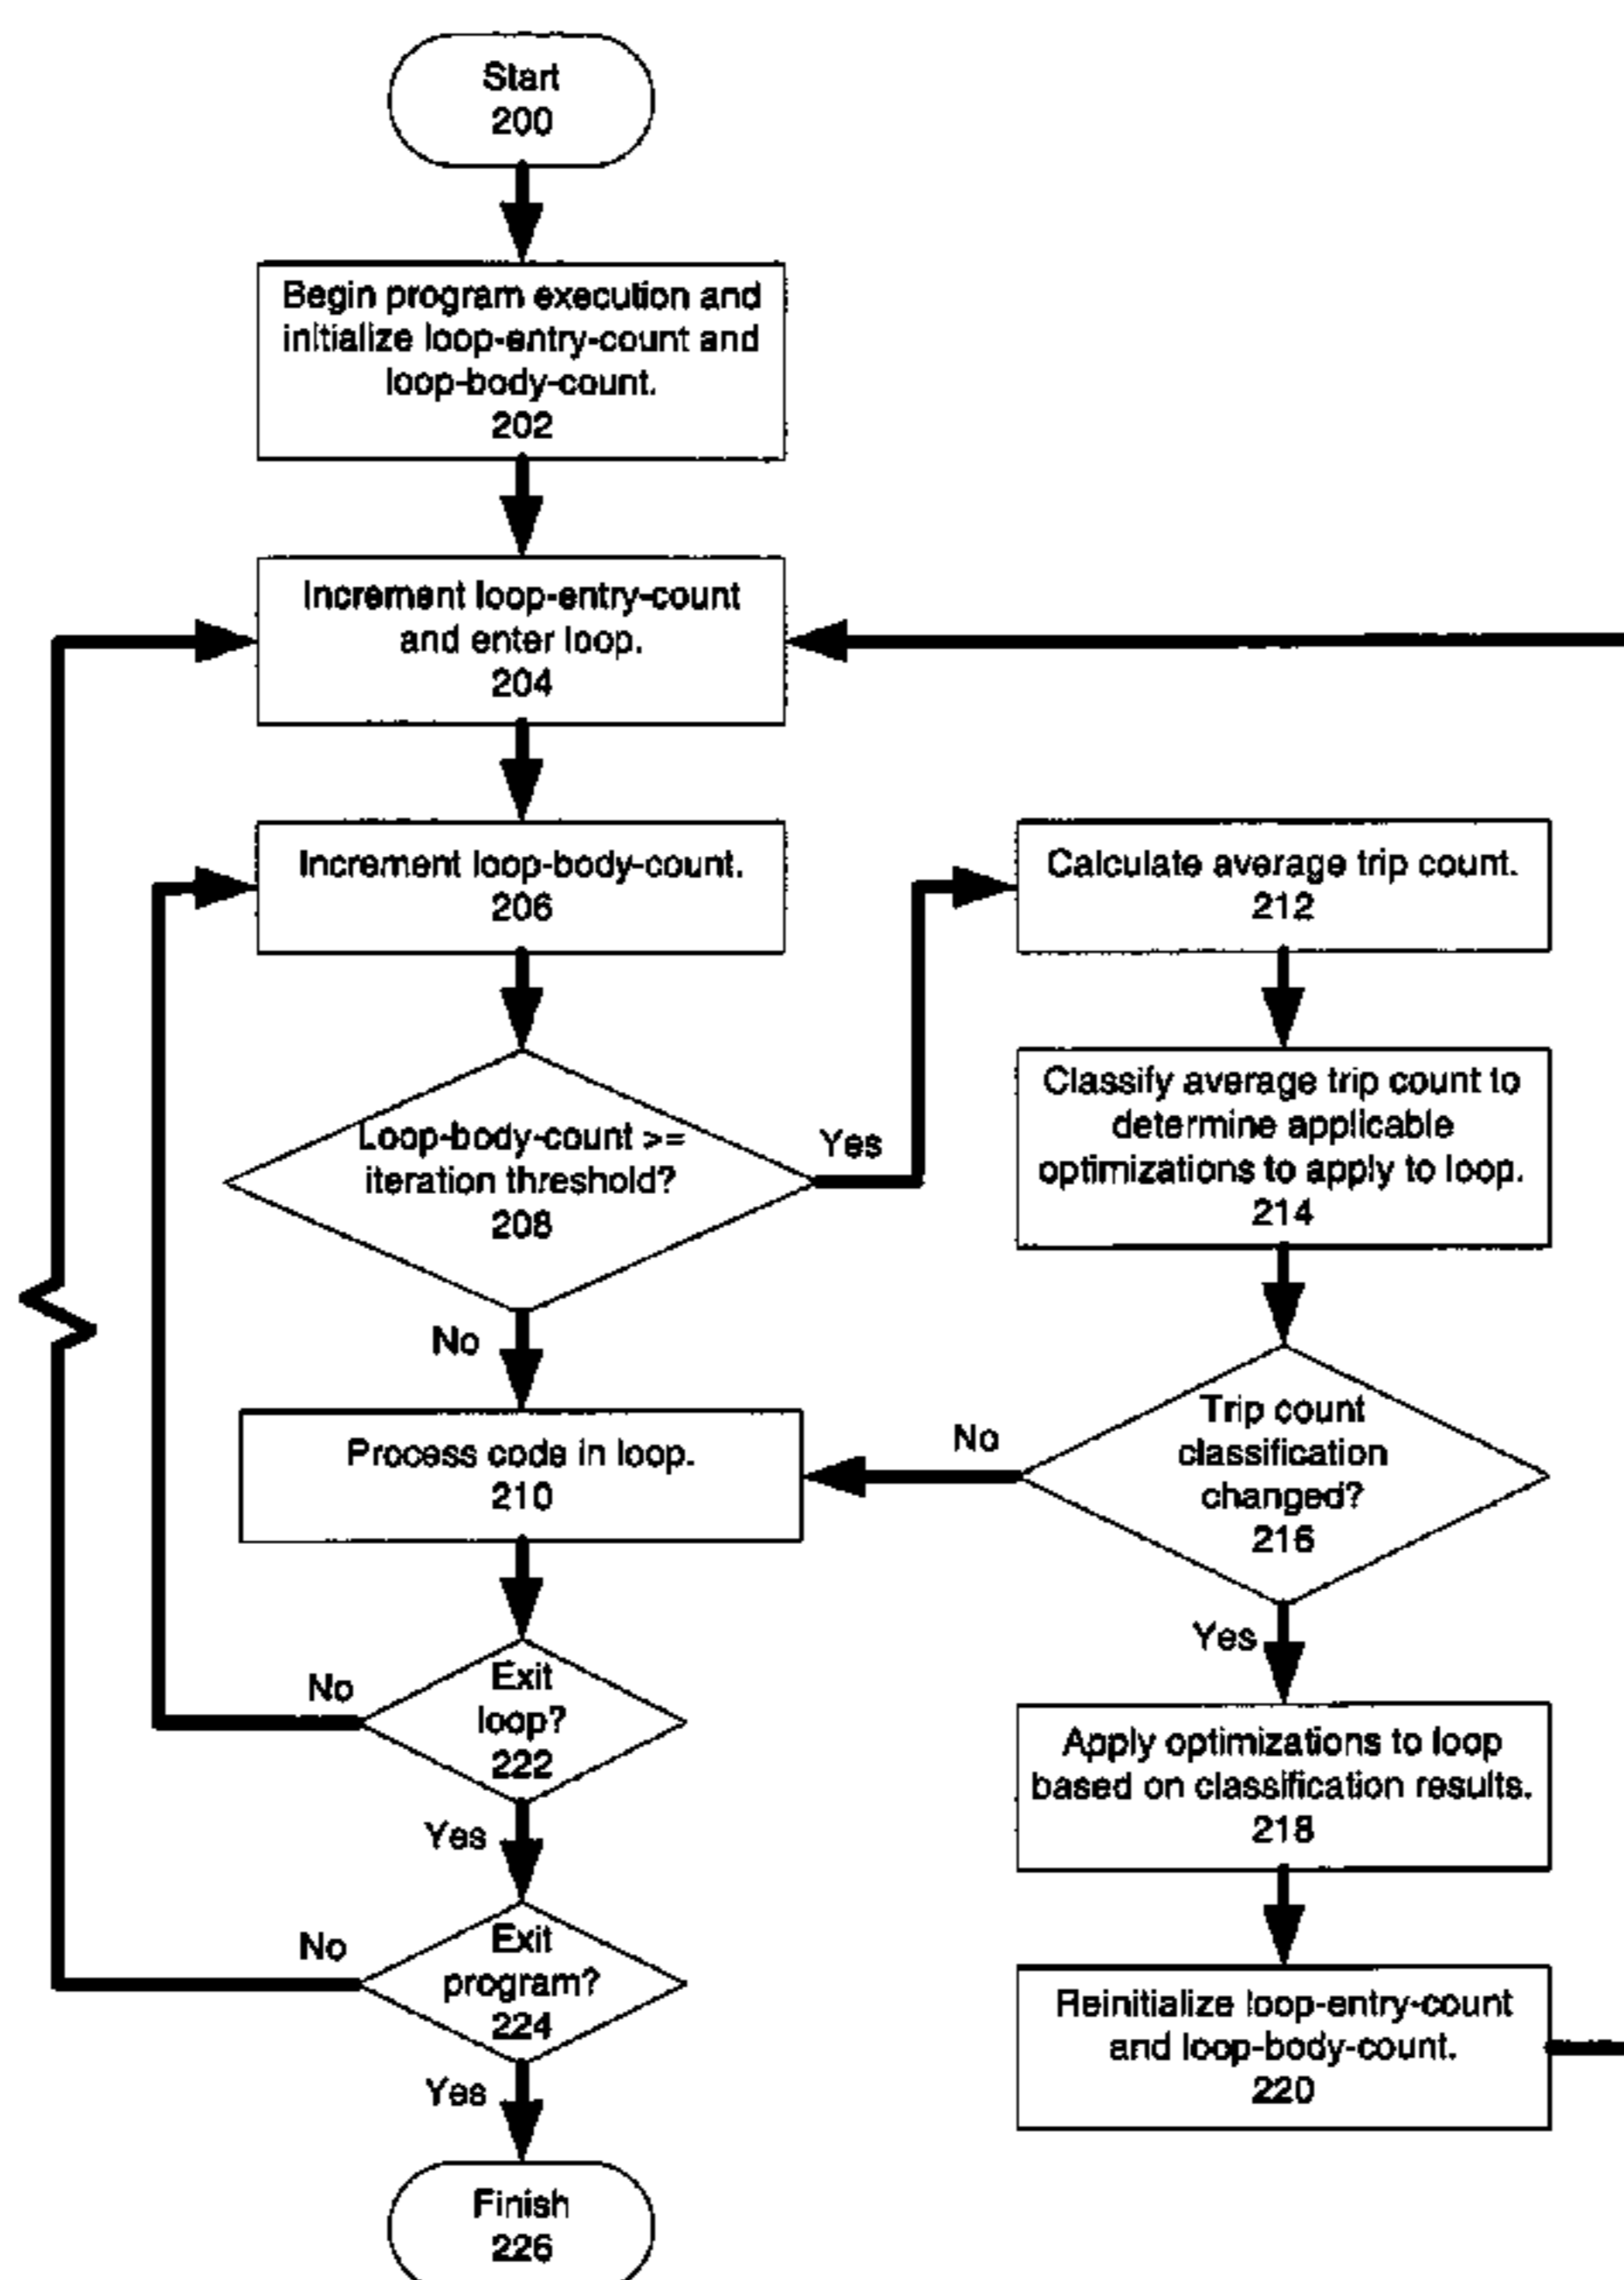 Start
200
Begin program execution and
initialize loop-entry-count and
loop-body-count.
202
Increment loop-entry-count
and enter loop.
204
Increment loop-body-count.
206
Loop-body-count >=
iteration threshold?
208
Yes
No
Process code in loop.
210
Exit
loop?
222
No
Yes
Exit
program?
224
No
Yes
Finish
226
Calculate average trip count.
212
Classify average trip count to
determine applicable
optimizations to apply to loop.
214
Trip count
classification
changed?
216
No
Yes
Apply optimizations to loop
based on classification results.
218
Reinitialize loop-entry-count
and loop-body-count.
220